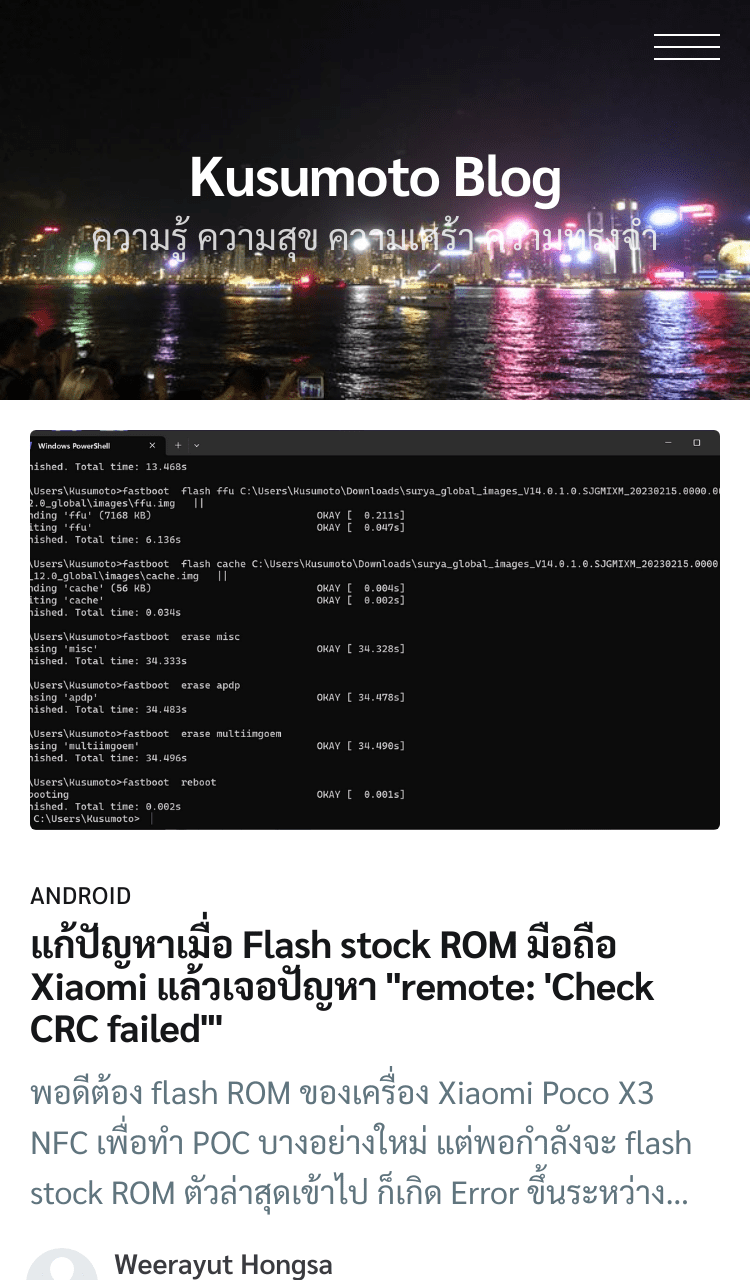 Kusumoto Blog
ความรู้ ความสุข ความเศร้า ความทรงจำ
Windows PowerShell
nished. Total time: 13.468s
\Users\Kusumoto>fastboot flash ffu C:\Users\Kusumoto\Downloads\surya_global_images_V14.0.1.0.SJGMIXM_20230215.0000.0
2.0_global\images\ffu.img ||
nding 'ffu' (7168 KB) OKAY [ 0.211s]
iting 'ffu' OKAY [ 0.047s]
nished. Total time: 6.136s
\Users\Kusumoto>fastboot flash cache C:\Users\Kusumoto\Downloads\surya_global_images_V14.0.1.0.SJGMIXM_20230215.0000
_12.0_global\images\cache.img ||
nding 'cache' (56 KB) OKAY [ 0.004s]
iting 'cache' OKAY [ 0.002s]
nished. Total time: 0.034s
\Users\Kusumoto>fastboot erase misc
asing 'misc' OKAY [ 34.328s]
nished. Total time: 34.333s
\Users\Kusumoto>fastboot erase apdp
asing 'apdp' OKAY [ 34.478s]
nished. Total time: 34.483s
\Users\Kusumoto>fastboot erase multiimgoem
asing 'multiimgoem' OKAY [ 34.490s]
nished. Total time: 34.496s
\Users\Kusumoto>fastboot reboot
booting OKAY [ 0.001s]
nished. Total time: 0.002s
C:\Users\Kusumoto>
ANDROID
แก้ปัญหาเมื่อ Flash stock ROM มือถือ
Xiaomi แล้วเจอปัญหา "remote: 'Check
CRC failed'"
พอดีต้อง flash ROM ของเครื่อง Xiaomi Poco X3
NFC เพื่อทำ POC บางอย่างใหม่ แต่พอกำลังจะ flash
stock ROM ตัวล่าสุดเข้าไป ก็เกิด Error ขึ้นระหว่าง...
Weerayut Hongsa